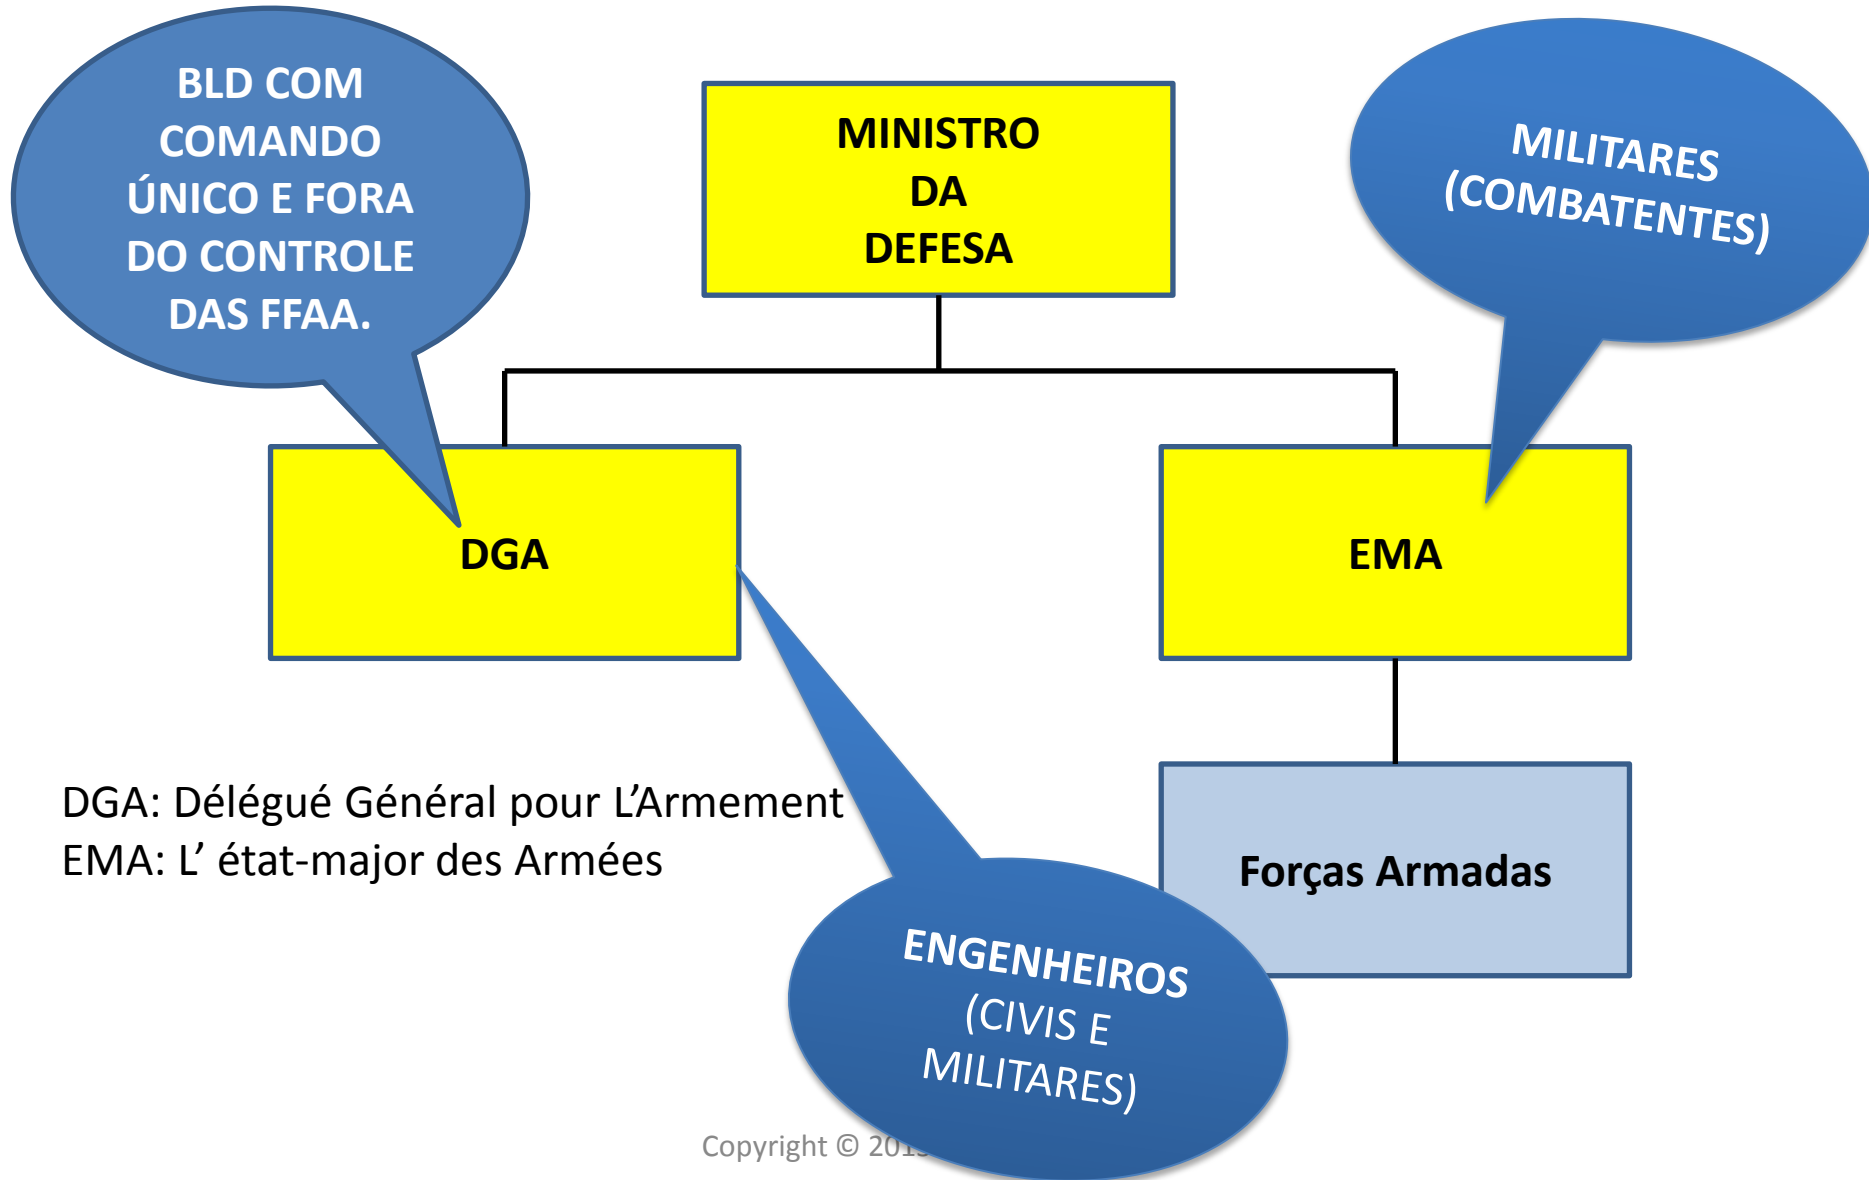 BLD COM
COMANDO
ÚNICO E FORA
DO CONTROLE
DAS FFAA.
MINISTRO
DA
DEFESA
MILITARES
(COMBATENTES)
DGA
EMA
DGA: Délégué Général pour L’Armement
EMA: L’ état-major des Armées
Forças Armadas
ENGENHEIROS
(CIVIS E
MILITARES)
Copyright ©